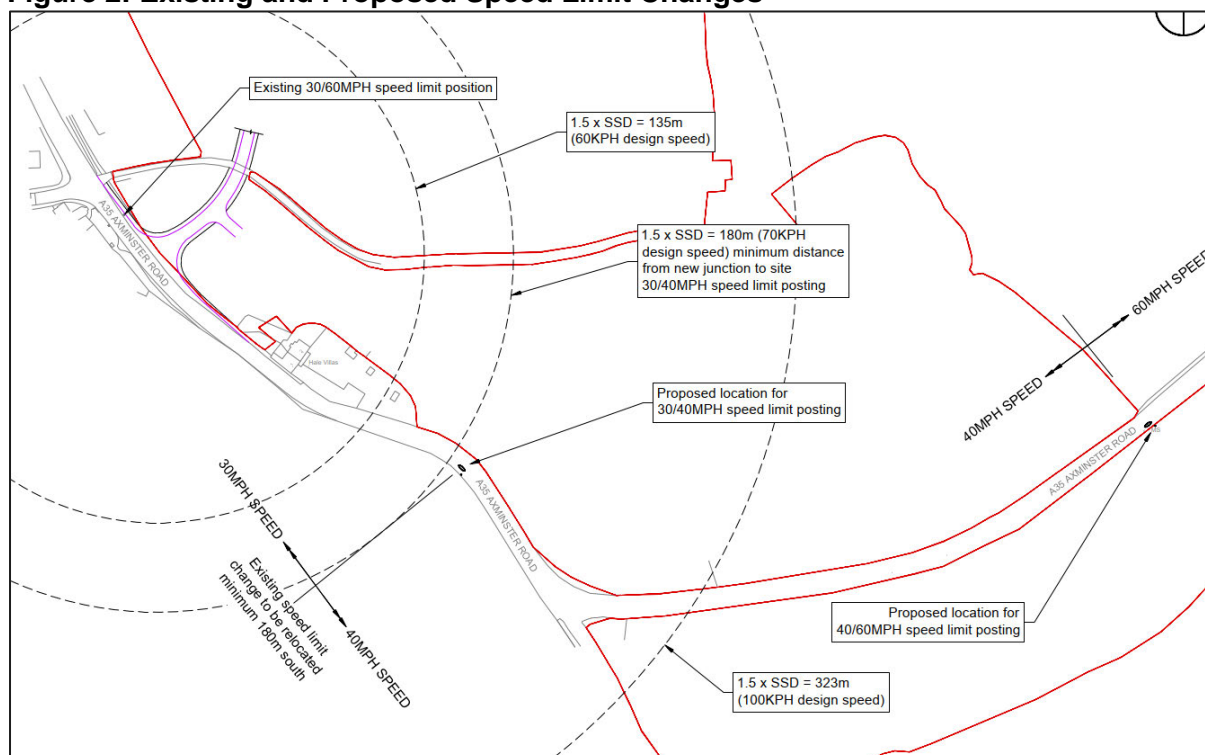 Figure 2: Existing and Proposed Speed Limit Changes
Existing 30/60MPH speed limit position
1.5 x SSD = 135m
(60KPH design speed)
A35 AXMINSTER ROAD
1.5 x SSD = 180m (70KPH
design speed) minimum distance
from new junction to site
30/40MPH speed limit posting
60MPH SPEED
40MPH SPEED
Hale Villas
Proposed location for
30/40MPH speed limit posting
A35 AXMINSTER ROAD
30MPH SPEED
40MPH SPEED
Existing speed limit
change to be relocated
minimum 180m south
A35 AXMINSTER ROAD
Proposed location for
40/60MPH speed limit posting
1.5 x SSD = 323m
(100KPH design speed)